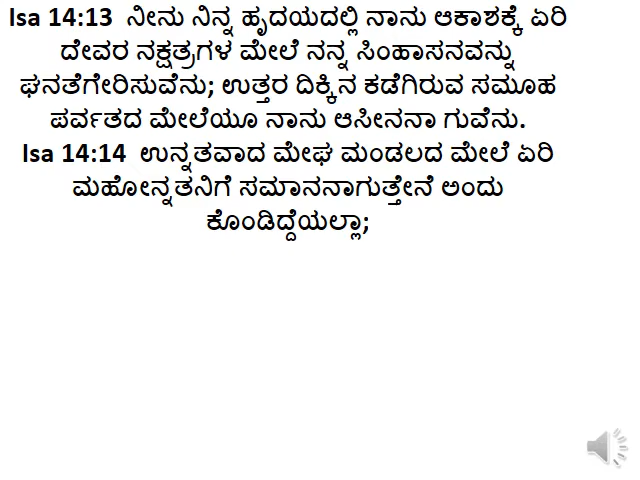 Isa 14:13 ನೀನು ನಿನ್ನ ಹೃದಯದಲ್ಲಿ ನಾನು ಆಕಾಶಕ್ಕೆ ಏರಿ
ದೇವರ ನಕ್ಷತ್ರಗಳ ಮೇಲೆ ನನ್ನ ಸಿಂಹಾಸನವನ್ನು
ಘನತೆಗೇರಿಸುವೆನು; ಉತ್ತರ ದಿಕ್ಕಿನ ಕಡೆಗಿರುವ ಸಮೂಹ
ಪರ್ವತದ ಮೇಲೆಯೂ ನಾನು ಆಸೀನನಾ ಗುವೆನು.
Isa 14:14 ಉನ್ನತವಾದ ಮೇಘ ಮಂಡಲದ ಮೇಲೆ ಏರಿ
ಮಹೋನ್ನತನಿಗೆ ಸಮಾನನಾಗುತ್ತೇನೆ ಅಂದು
ಕೊಂಡಿದ್ದೆಯಲ್ಲಾ;